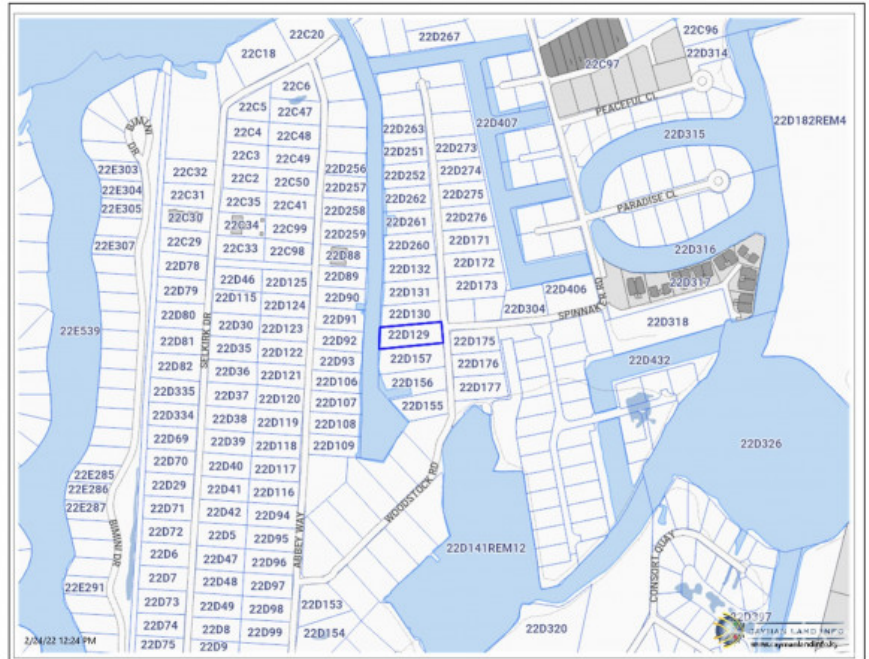 22C20
22C18
22D267
22C96
22D314
22C97
22C6
22C5
22C47
PEACEFUL CL
22C4
22C48
22D263
22D407
22D182REM4
BIMINI DR
22D315
22C3
22C49
22D251
22D273
22E303
22C32
22C2
22C50
22D256
22D252
22D274
22E304
22C31
22D257
22D262
22D275
PARADISE CL
22E305
22C35
22C41
22D258
22D261
22D276
22C30
22C34
22C99
22D259
22E307
22C29
22C33
22C98
22D260
22D171
22D316
22D88
22D132
22D172
22D78
22D46
22D125
22D89
22D131
22D173
22D406
22D317
22D79
22D115
22D124
22D90
22D130
22D304
SPINNAKER RD
22D80
22D30
22D123
22D91
22D129
22D318
22E539
22D81
SELKIRK DR
22D35
22D122
22D92
22D157
22D175
22D82
22D36
22D121
22D93
22D176
22D432
22D335
22D37
22D120
22D106
22D156
22D177
22D334
22D38
22D119
22D107
22D155
22D69
22D39
22D118
22D108
22D326
22D70
22D40
22D117
22D109
22E285
22E286
22D29
22D41
22D116
WOODSTOCK RD
22E287
22D71
22D42
22D94
BIMINI DR
22D72
22D5
22D95
ABBEY WAY
22D6
22D47
22D96
22D141REM12
CONSORT QUAY
22E291
22D7
22D48
22D97
22D73
22D49
22D98
22D153
22D397
22D74
22D8
22D99
22D154
22D320
22D75
22D9
2/24/22 12:24 PM
CAYMAN LAND INFO
www.caymanlandinfo.ky